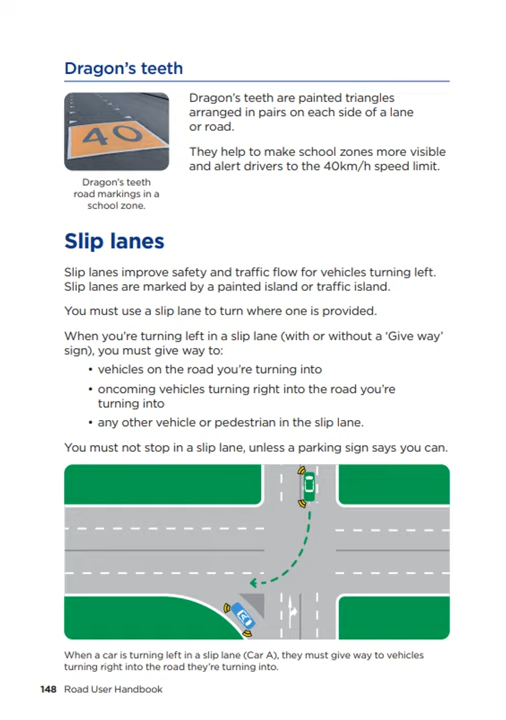 Dragon's teeth
40
Dragon's teeth
road markings in a
school zone.
Dragon's teeth are painted triangles
arranged in pairs on each side of a lane
or road.
They help to make school zones more visible
and alert drivers to the 40km/h speed limit.
Slip lanes
Slip lanes improve safety and traffic flow for vehicles turning left.
Slip lanes are marked by a painted island or traffic island.
You must use a slip lane to turn where one is provided.
When you're turning left in a slip lane (with or without a 'Give way'
sign), you must give way to:
• vehicles on the road you're turning into
• oncoming vehicles turning right into the road you're
turning into
• any other vehicle or pedestrian in the slip lane.
You must not stop in a slip lane, unless a parking sign says you can.
When a car is turning left in a slip lane (Car A), they must give way to vehicles
turning right into the road they're turning into.
148 Road User Handbook